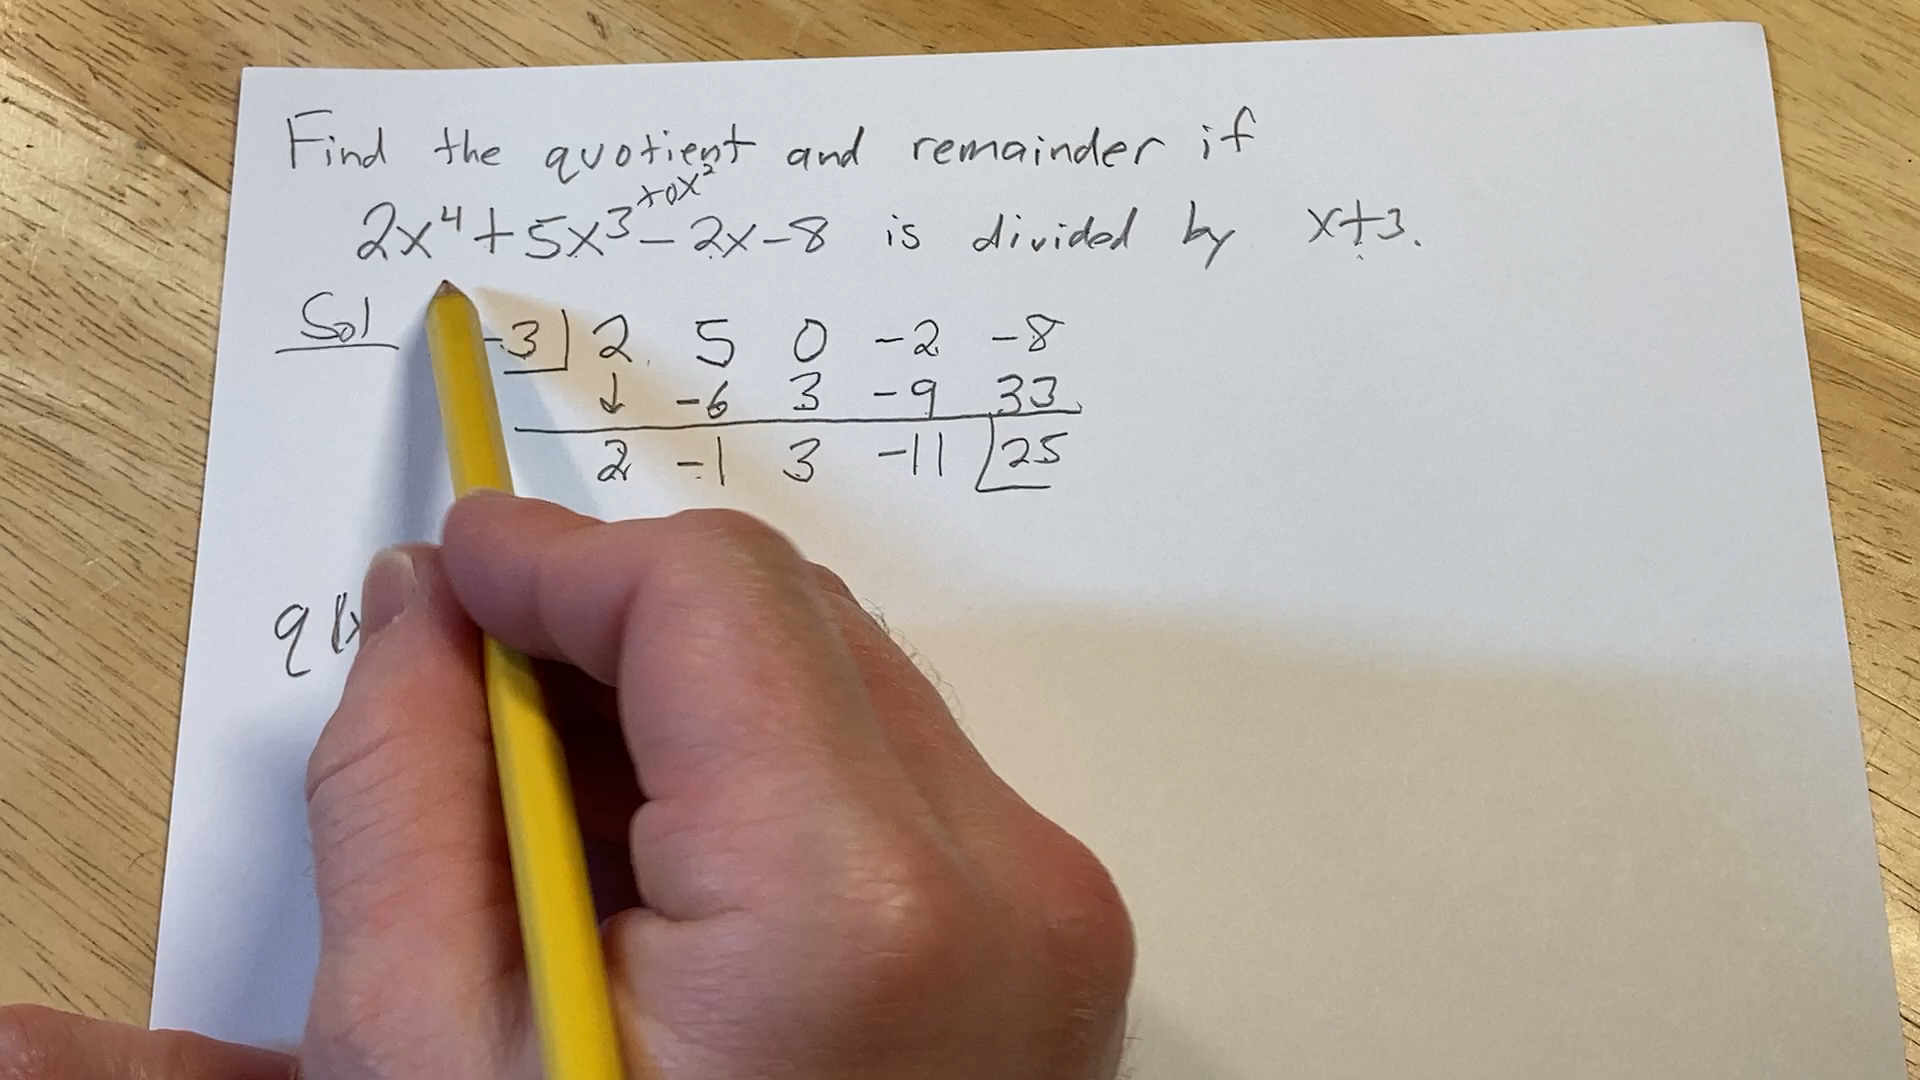 Find the quotient and remainder if
+0x²
2x⁴+5x³-2x-8 is divided by x+3.
Sol
-3 2 5 0 -2 -8
↓ -6 3 -9 33
2 -1 3 -11 25
q(x